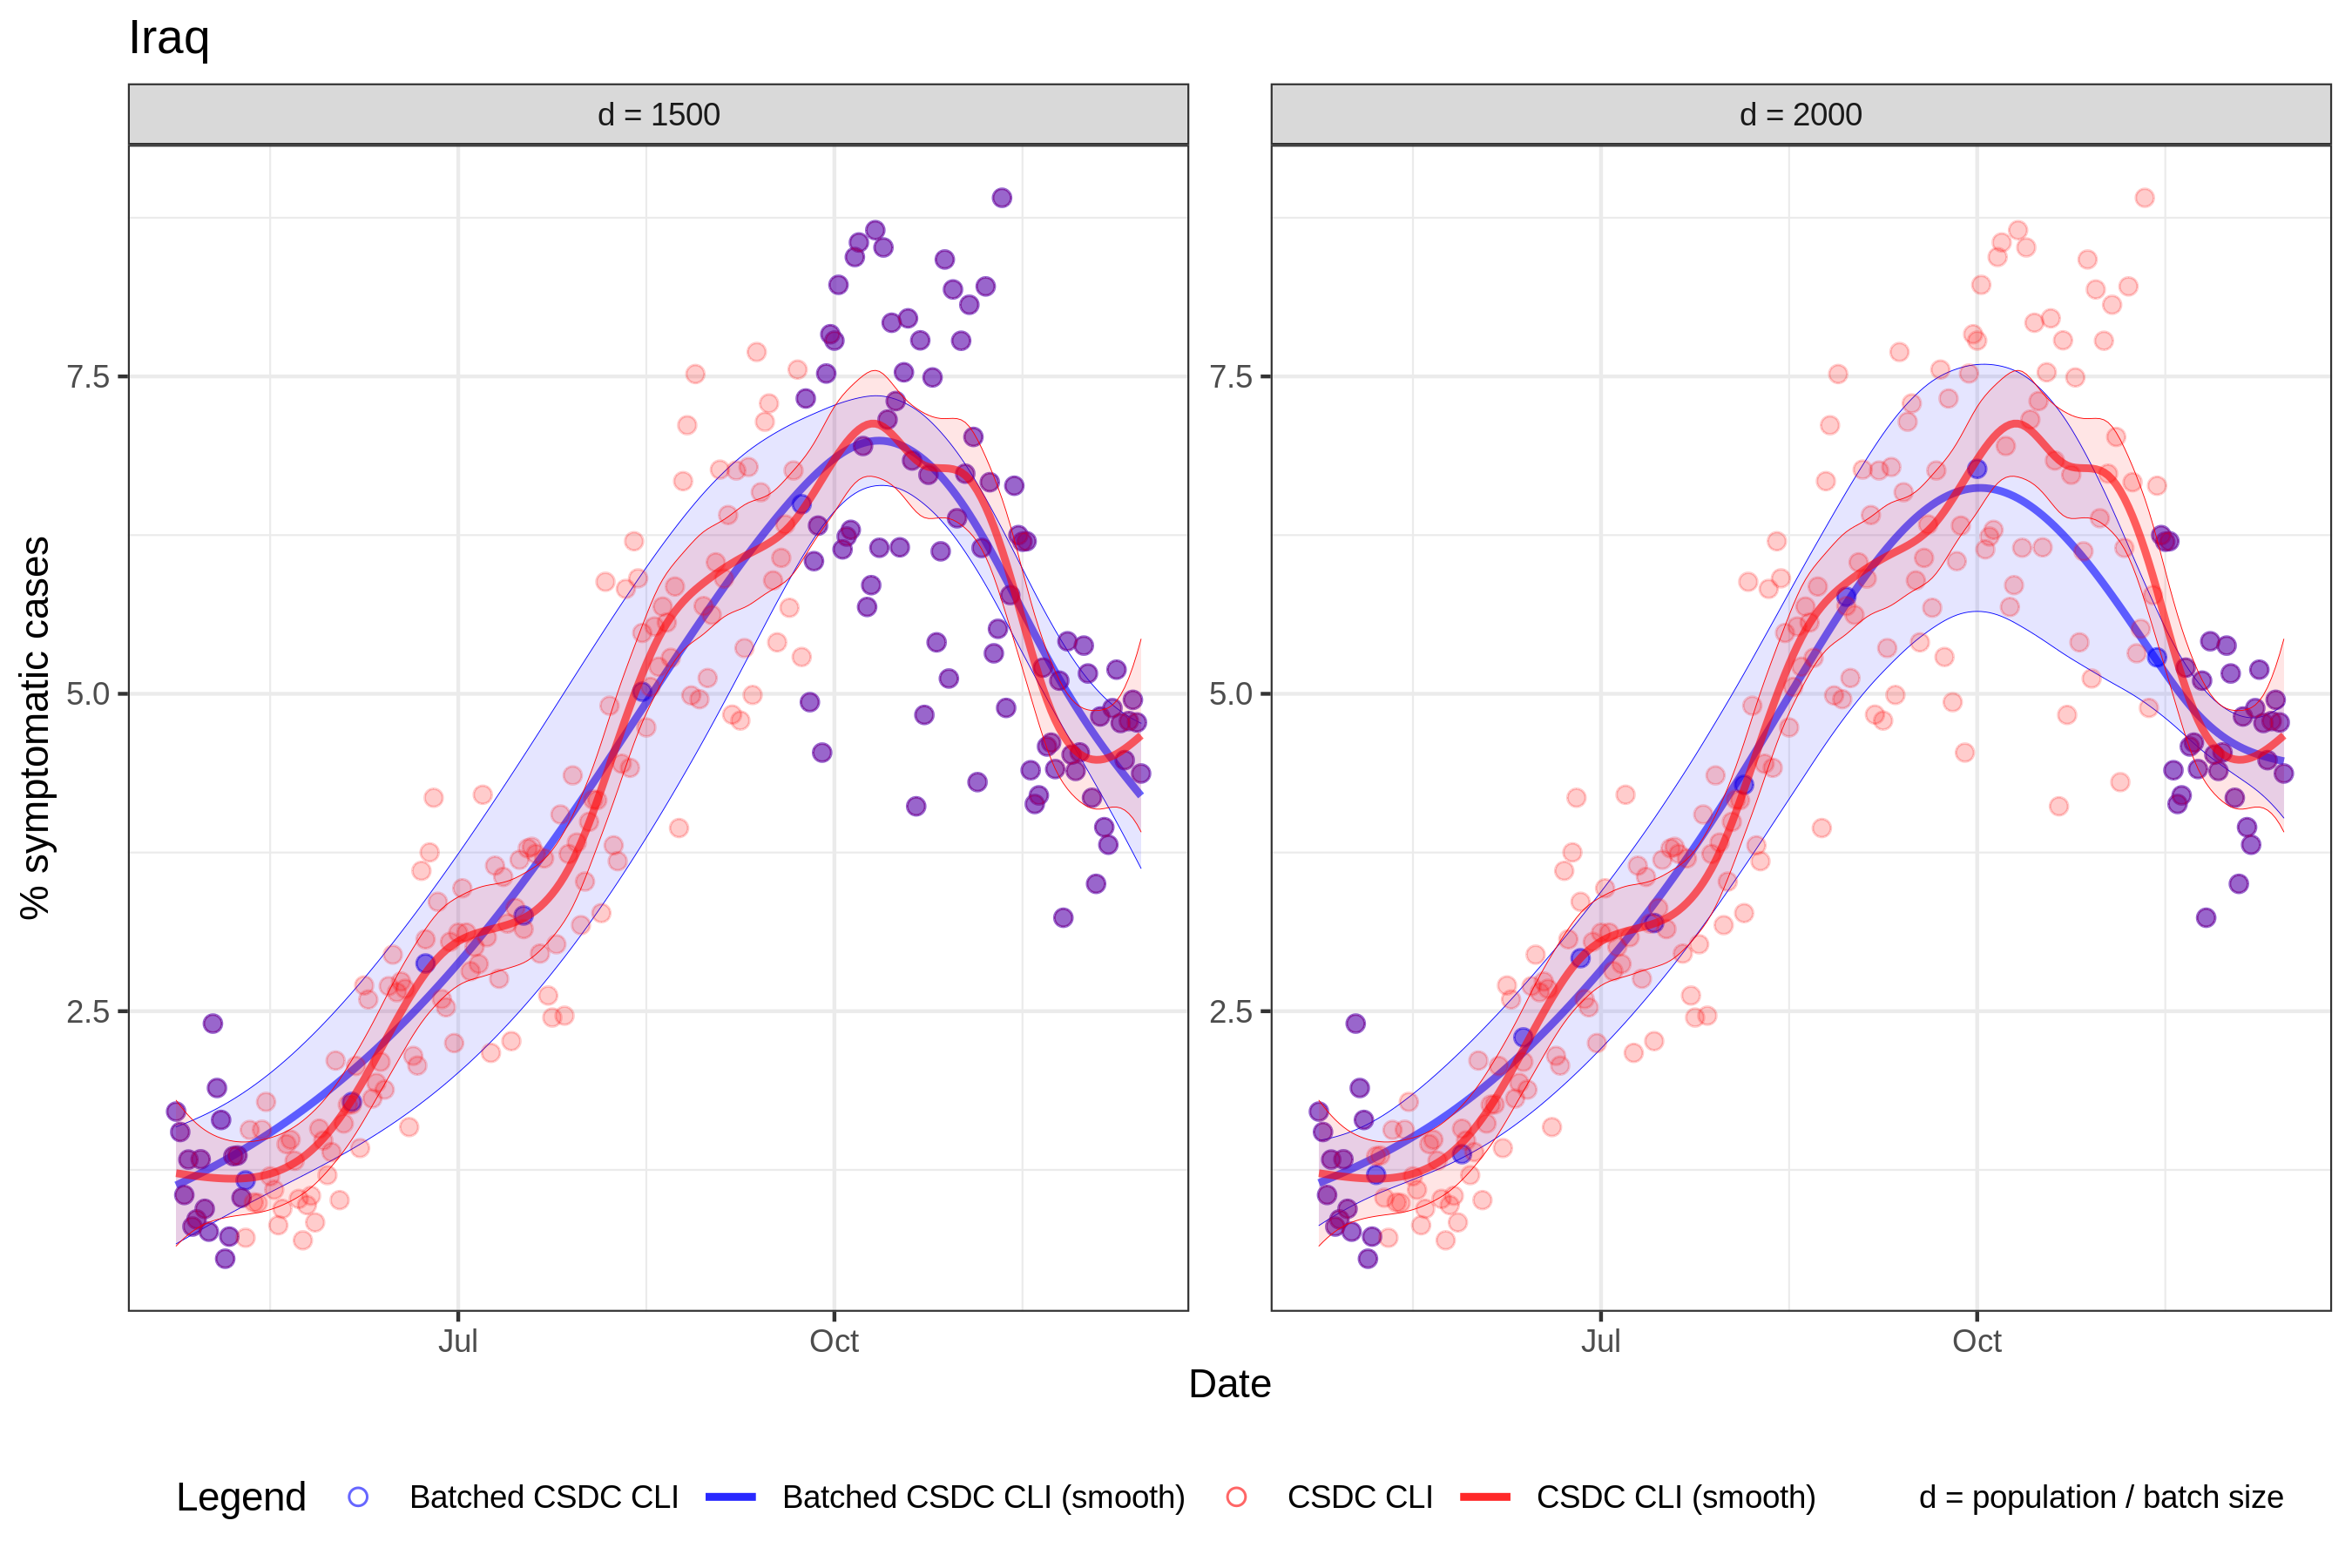 Iraq
d = 1500
d = 2000
% symptomatic cases
7.5
5.0
2.5
7.5
5.0
2.5
Jul
Oct
Jul
Oct
Date
Legend
Batched CSDC CLI
Batched CSDC CLI (smooth)
CSDC CLI
CSDC CLI (smooth)
d = population / batch size